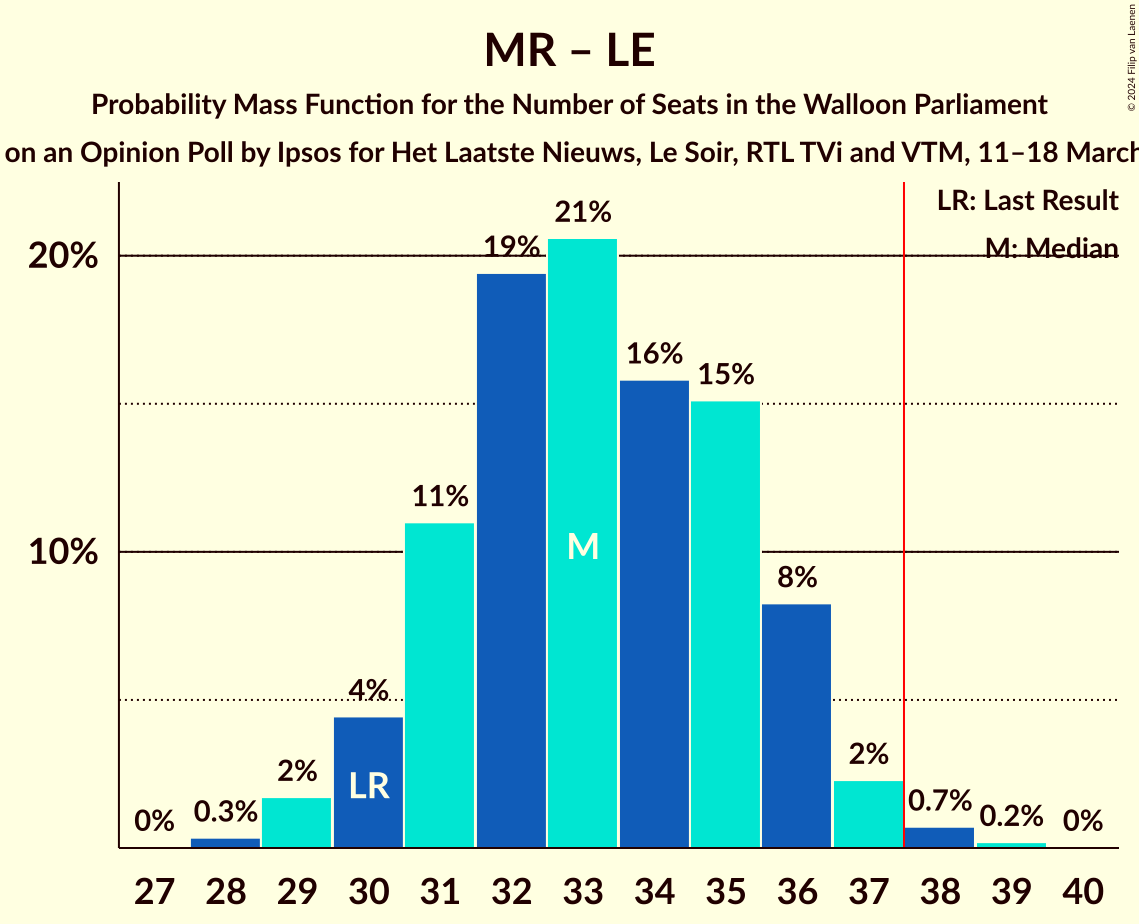 MR – LE
Probability Mass Function for the Number of Seats in the Walloon Parliament
on an Opinion Poll by Ipsos for Het Laatste Nieuws, Le Soir, RTL TVi and VTM, 11–18 March
© 2024 Filip van Laenen
LR: Last Result
M: Median
20%
10%
0%
0.3%
2%
4%
11%
19%
21%
16%
15%
8%
2%
0.7%
0.2%
0%
LR
M
27 28 29 30 31 32 33 34 35 36 37 38 39 40